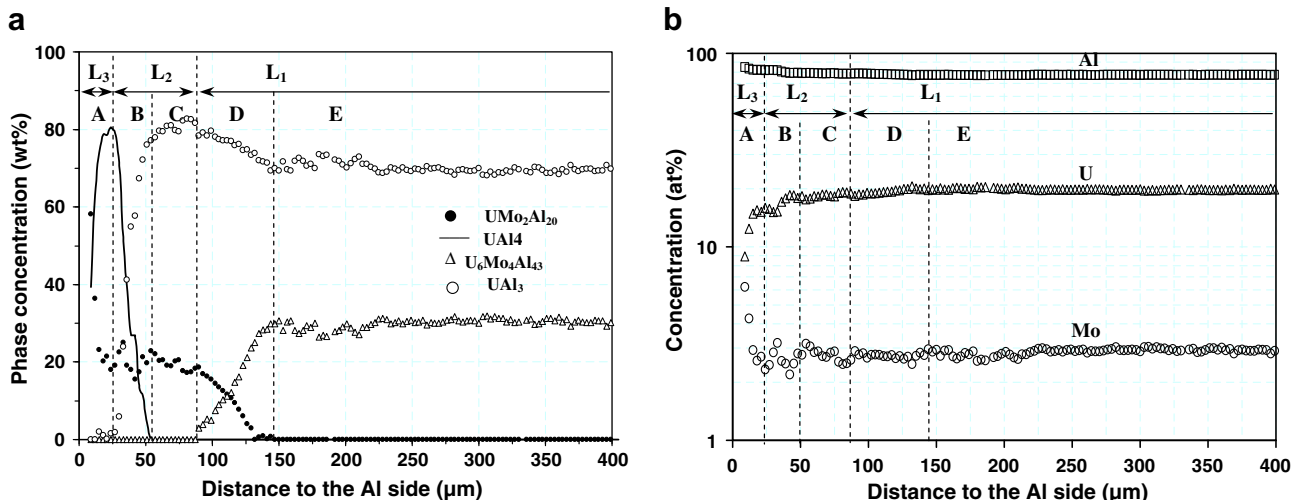 a
100
80
60
40
20
0
Phase concentration (wt%)
L₃ L₂ L₁
A B C D E
UMo₂Al₂₀
UAl4
U₆Mo₄Al₄₃
UAl₃
0 50 100 150 200 250 300 350 400
Distance to the Al side (µm)
b
100
10
1
Concentration (at%)
Al
L₃ L₂ L₁
A B C D E
U
Mo
0 50 100 150 200 250 300 350 400
Distance to the Al side (µm)